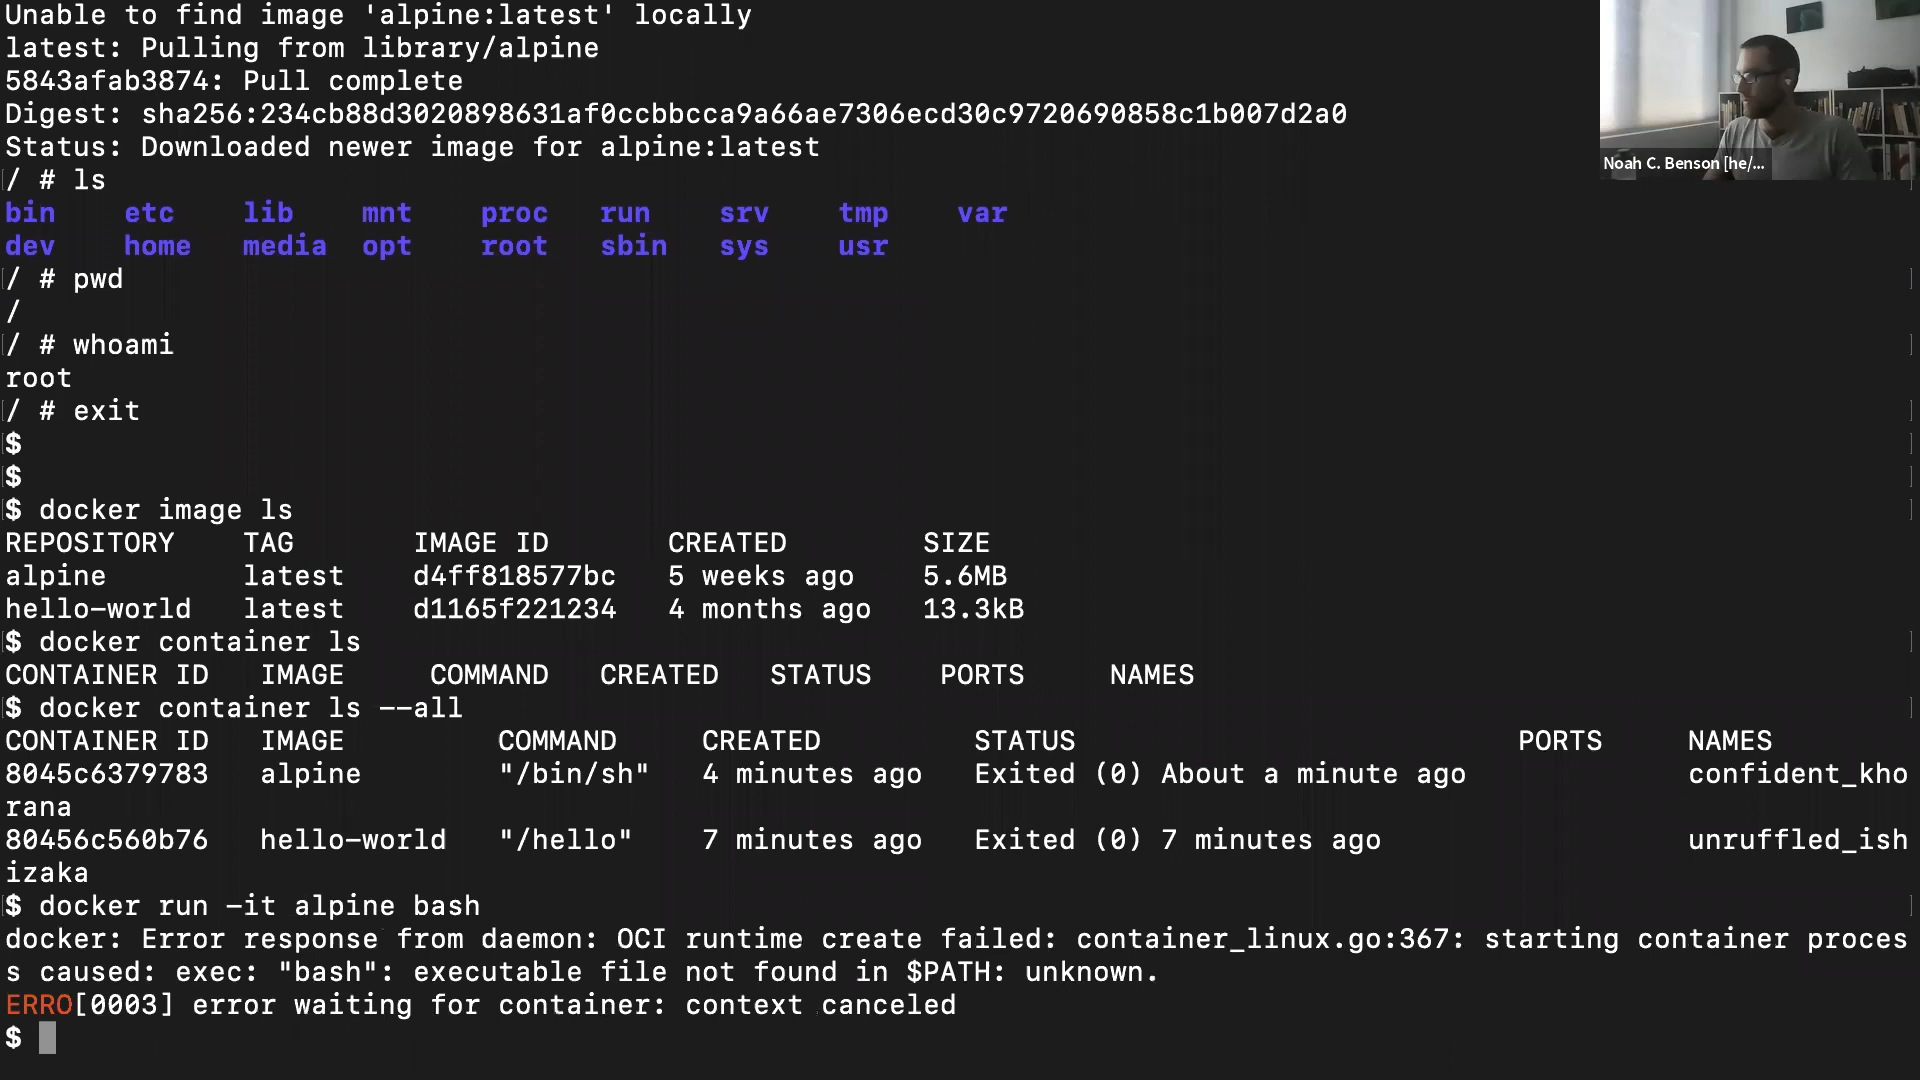 Unable to find image 'alpine:latest' locally
latest: Pulling from library/alpine
5843afab3874: Pull complete
Digest: sha256:234cb88d3020898631af0ccbbcca9a66ae7306ecd30c9720690858c1b007d2a0
Status: Downloaded newer image for alpine:latest
/ # ls
bin    etc    lib    mnt    proc    run    srv    tmp    var
dev    home    media    opt    root    sbin    sys    usr
/ # pwd
/
/ # whoami
root
/ # exit
$
$
$ docker image ls
REPOSITORY    TAG       IMAGE ID       CREATED        SIZE
alpine        latest    d4ff818577bc   5 weeks ago    5.6MB
hello-world   latest    d1165f221234   4 months ago   13.3kB
$ docker container ls
CONTAINER ID   IMAGE     COMMAND   CREATED   STATUS    PORTS     NAMES
$ docker container ls --all
CONTAINER ID   IMAGE         COMMAND     CREATED         STATUS                          PORTS     NAMES
8045c6379783   alpine        "/bin/sh"   4 minutes ago   Exited (0) About a minute ago             confident_kho
rana
80456c560b76   hello-world   "/hello"    7 minutes ago   Exited (0) 7 minutes ago                  unruffled_ish
izaka
$ docker run -it alpine bash
docker: Error response from daemon: OCI runtime create failed: container_linux.go:367: starting container proces
s caused: exec: "bash": executable file not found in $PATH: unknown.
ERRO[0003] error waiting for container: context canceled
$
Noah C. Benson [he/...